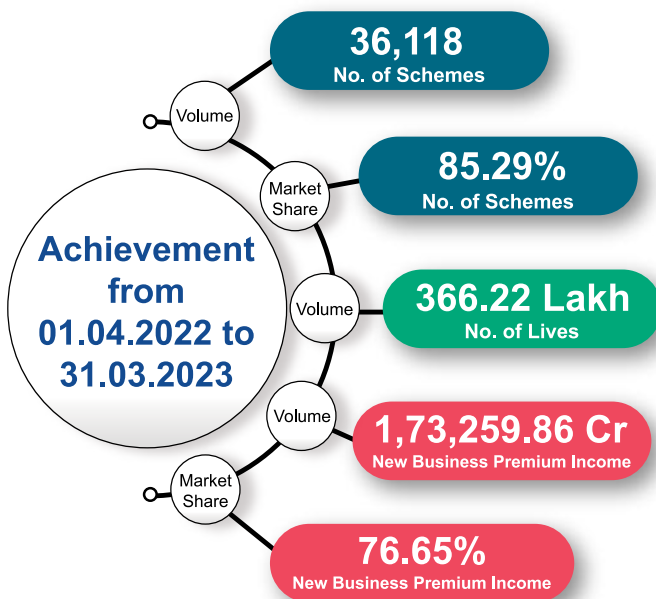 36,118
No. of Schemes
Volume
85.29%
No. of Schemes
Market
Share
Achievement
from
01.04.2022 to
31.03.2023
366.22 Lakh
No. of Lives
Volume
1,73,259.86 Cr
New Business Premium Income
Volume
Market
Share
76.65%
New Business Premium Income